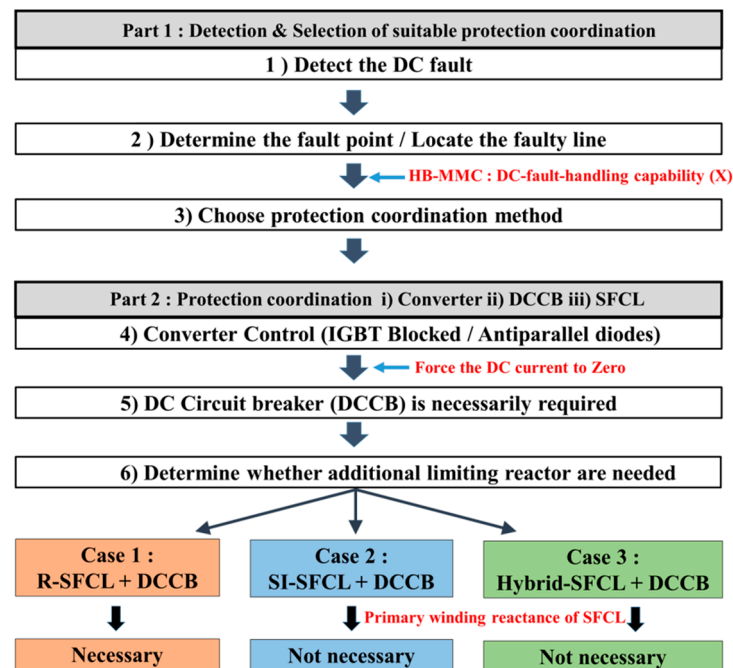 Part 1 : Detection & Selection of suitable protection coordination
1 ) Detect the DC fault
2 ) Determine the fault point / Locate the faulty line
HB-MMC : DC-fault-handling capability (X)
3) Choose protection coordination method
Part 2 : Protection coordination i) Converter ii) DCCB iii) SFCL
4) Converter Control (IGBT Blocked / Antiparallel diodes)
Force the DC current to Zero
5) DC Circuit breaker (DCCB) is necessarily required
6) Determine whether additional limiting reactor are needed
Case 1 :
R-SFCL + DCCB
Case 2 :
SI-SFCL + DCCB
Case 3 :
Hybrid-SFCL + DCCB
Primary winding reactance of SFCL
Necessary
Not necessary
Not necessary